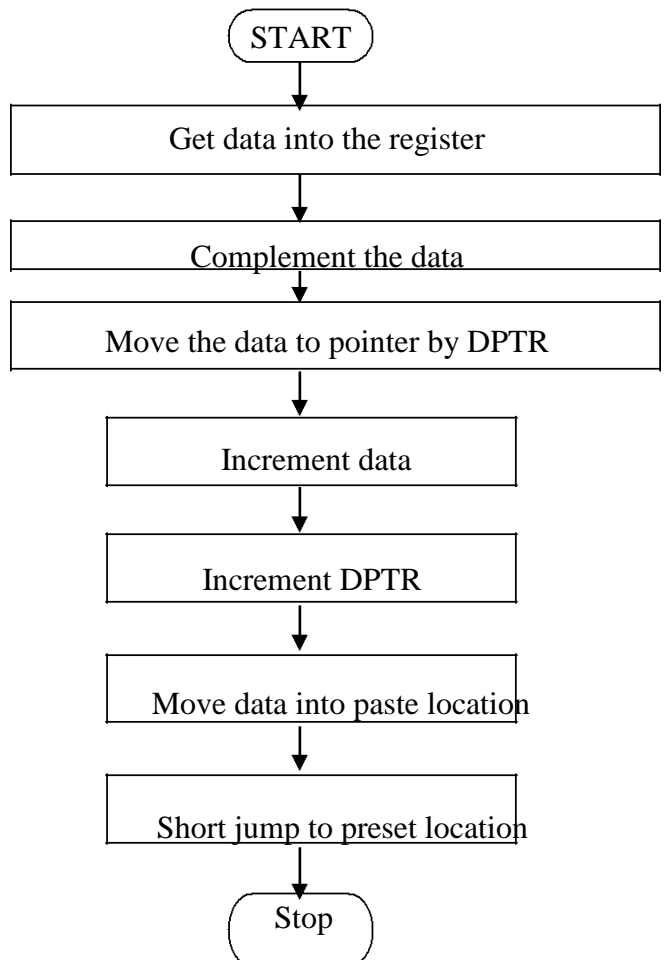 START
Get data into the register
Complement the data
Move the data to pointer by DPTR
Increment data
Increment DPTR
Move data into paste location
Short jump to preset location
Stop